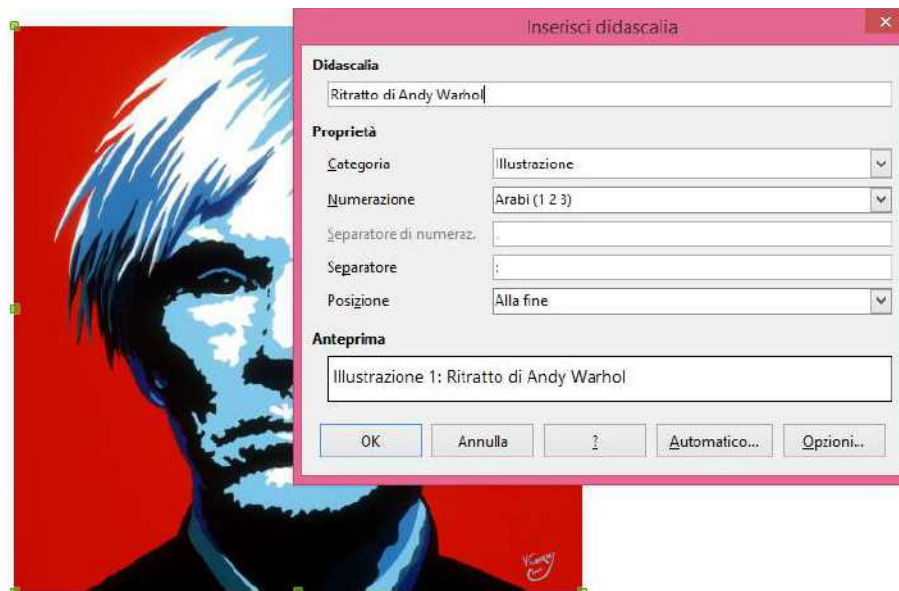 Inserisci didascalia
Didascalia
Ritratto di Andy Warhol
Proprietà
Categoria Illustrazione
Numerazione Arabi (1 2 3)
Separatore di numeraz. .
Separatore :
Posizione Alla fine
Anteprima
Illustrazione 1: Ritratto di Andy Warhol
OK Annulla ? Automatico... Opzioni...